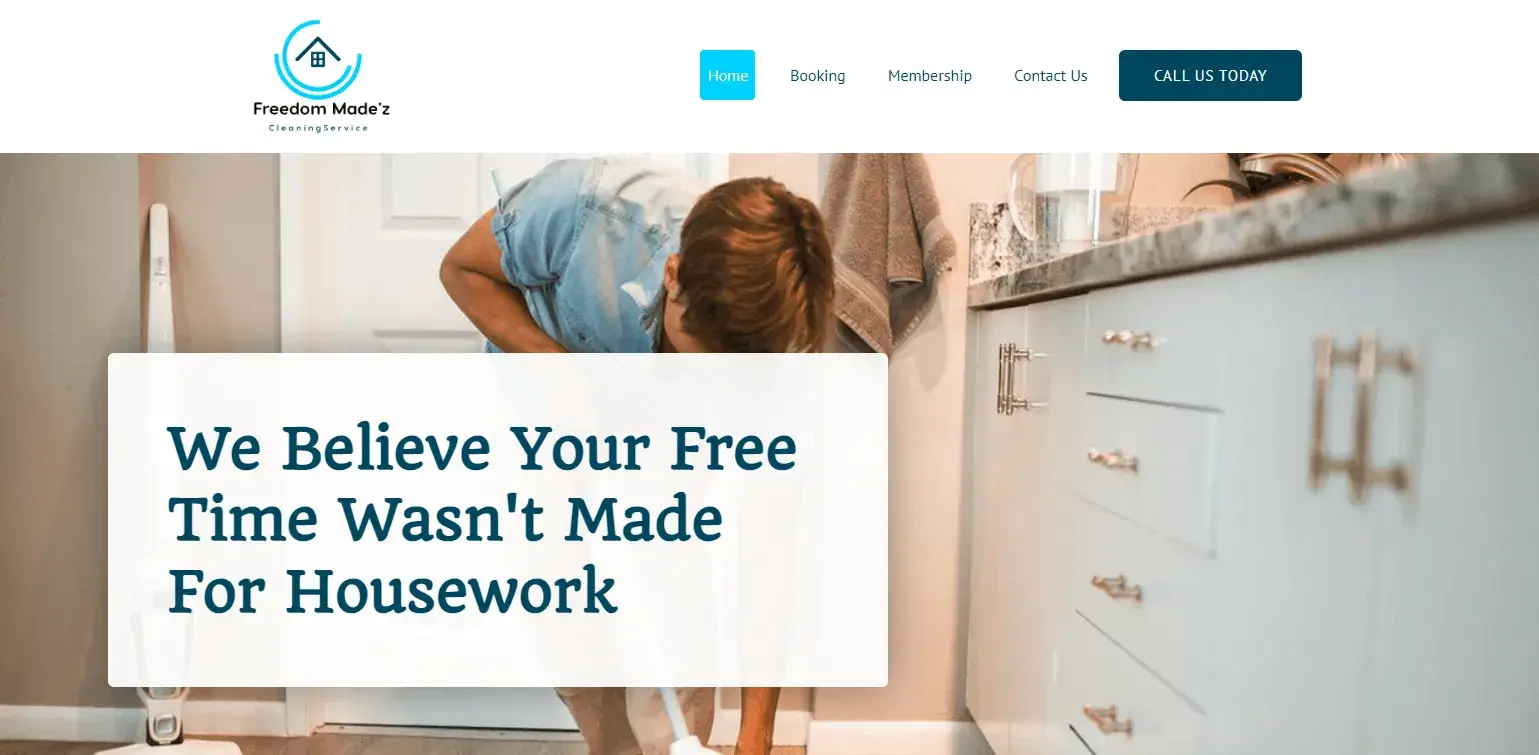 Freedom Made'z
CleaningService
Home
Booking
Membership
Contact Us
CALL US TODAY
We Believe Your Free
Time Wasn't Made
For Housework